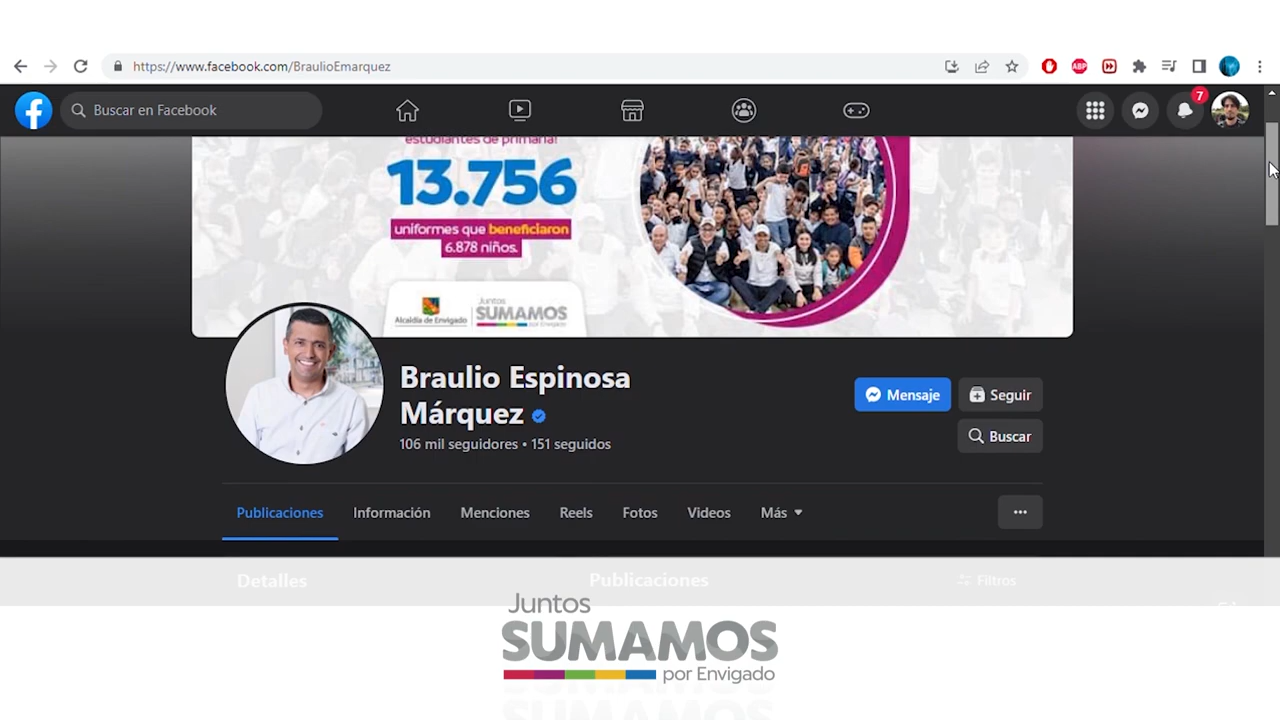 https://www.facebook.com/BraulioEmarquez
ABP
Buscar en Facebook
7
estudiantes de primaria!
13.756
uniformes que beneficiaron
6.878 niños.
Alcaldía de Envigado
Juntos
SUMAMOS
por Envigado
Braulio Espinosa
Márquez
106 mil seguidores • 151 seguidos
Mensaje
Seguir
Buscar
Publicaciones
Información
Menciones
Reels
Fotos
Videos
Más
Detalles
Publicaciones
Filtros
Juntos
SUMAMOS
por Envigado